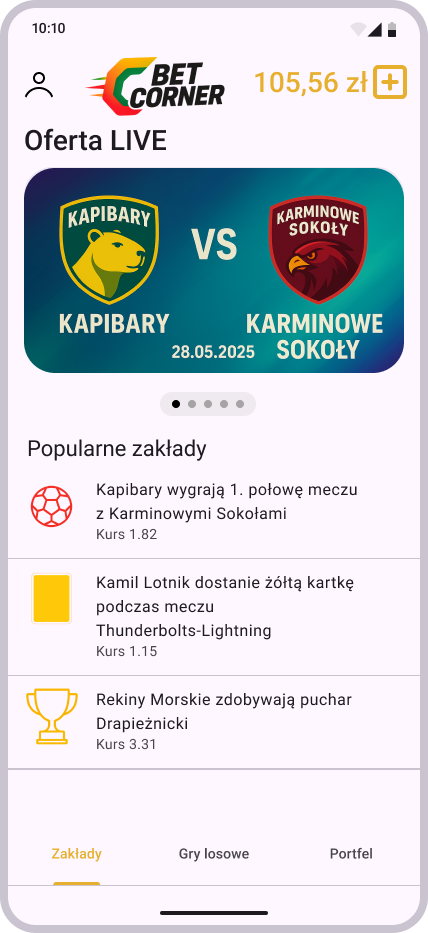 10:10
BET
CORNER
105,56 zł
Oferta LIVE
KAPIBARY
VS
KARMINOWE
SOKOŁY
KAPIBARY
KARMINOWE
SOKOŁY
28.05.2025
Popularne zakłady
Kapibary wygrają 1. połowę meczu
z Karminowymi Sokołami
Kurs 1.82
Kamil Lotnik dostanie żółtą kartkę
podczas meczu
Thunderbolts-Lightning
Kurs 1.15
Rekiny Morskie zdobywają puchar
Drapieżnicki
Kurs 3.31
Zakłady
Gry losowe
Portfel